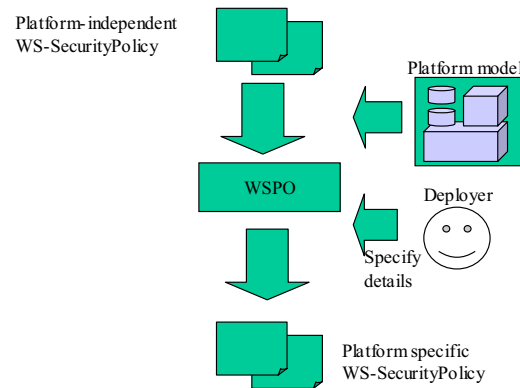 Platform-independent
WS-SecurityPolicy
Platform model
WSPO
Deployer
Specify
details
Platform specific
WS-SecurityPolicy